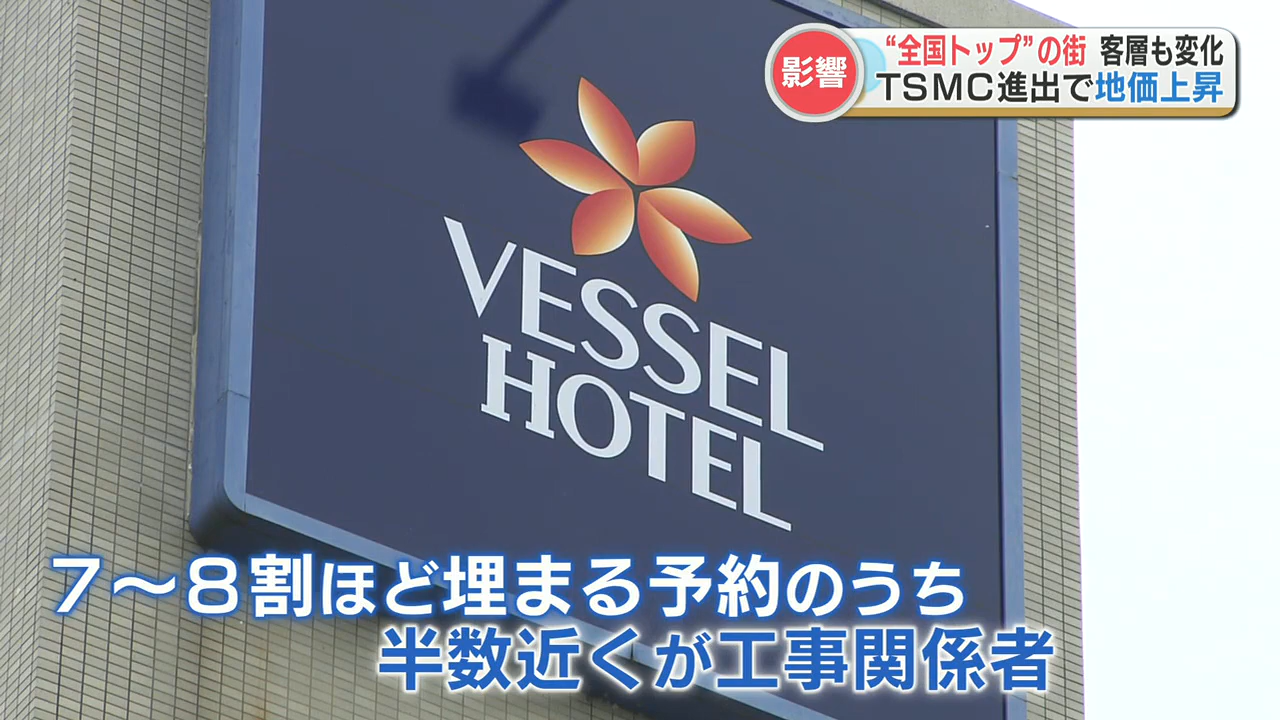 影響
“全国トップ”の街 客層も変化
TSMC進出で地価上昇
VESSEL
HOTEL
7～8割ほど埋まる予約のうち
半数近くが工事関係者